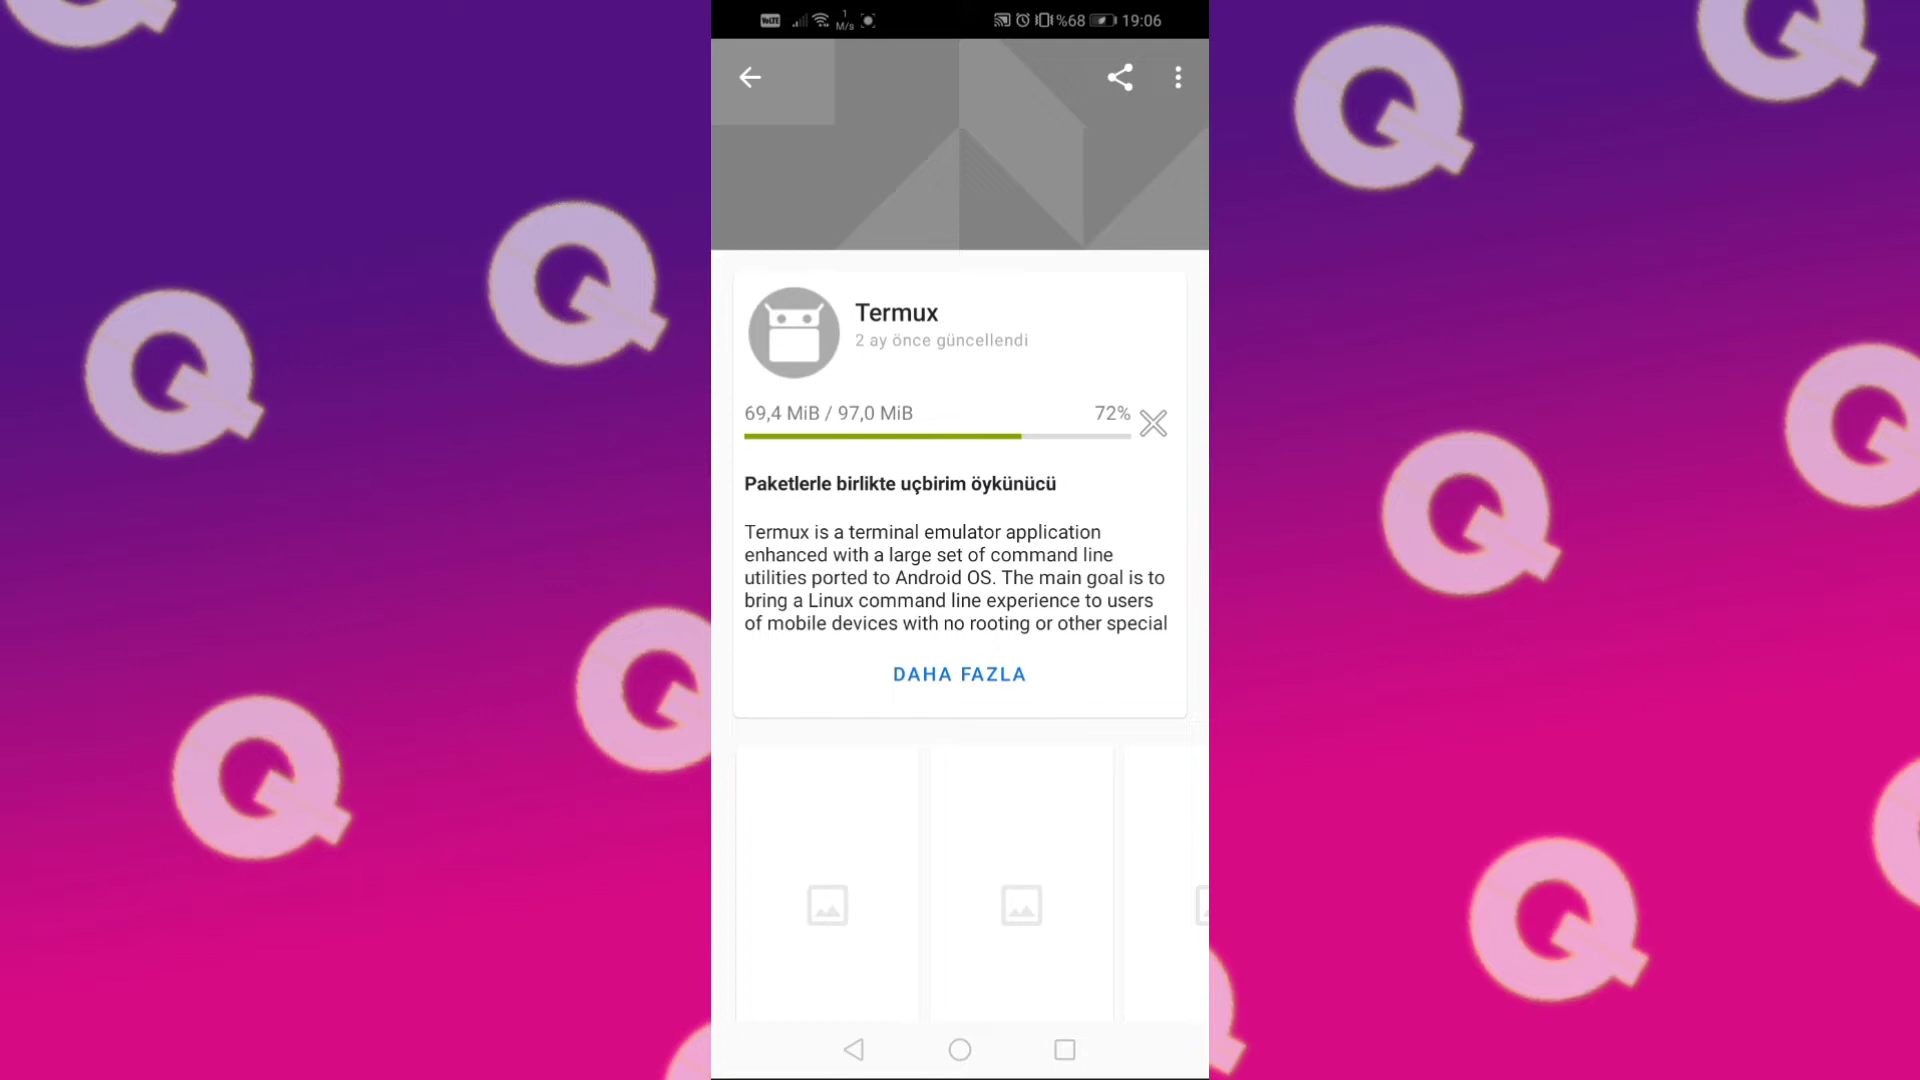 VoLTE 1 M/s %68 19:06
Termux
2 ay önce güncellendi
69,4 MiB / 97,0 MiB 72%
Paketlerle birlikte uçbirim öykünücü
Termux is a terminal emulator application
enhanced with a large set of command line
utilities ported to Android OS. The main goal is to
bring a Linux command line experience to users
of mobile devices with no rooting or other special
DAHA FAZLA